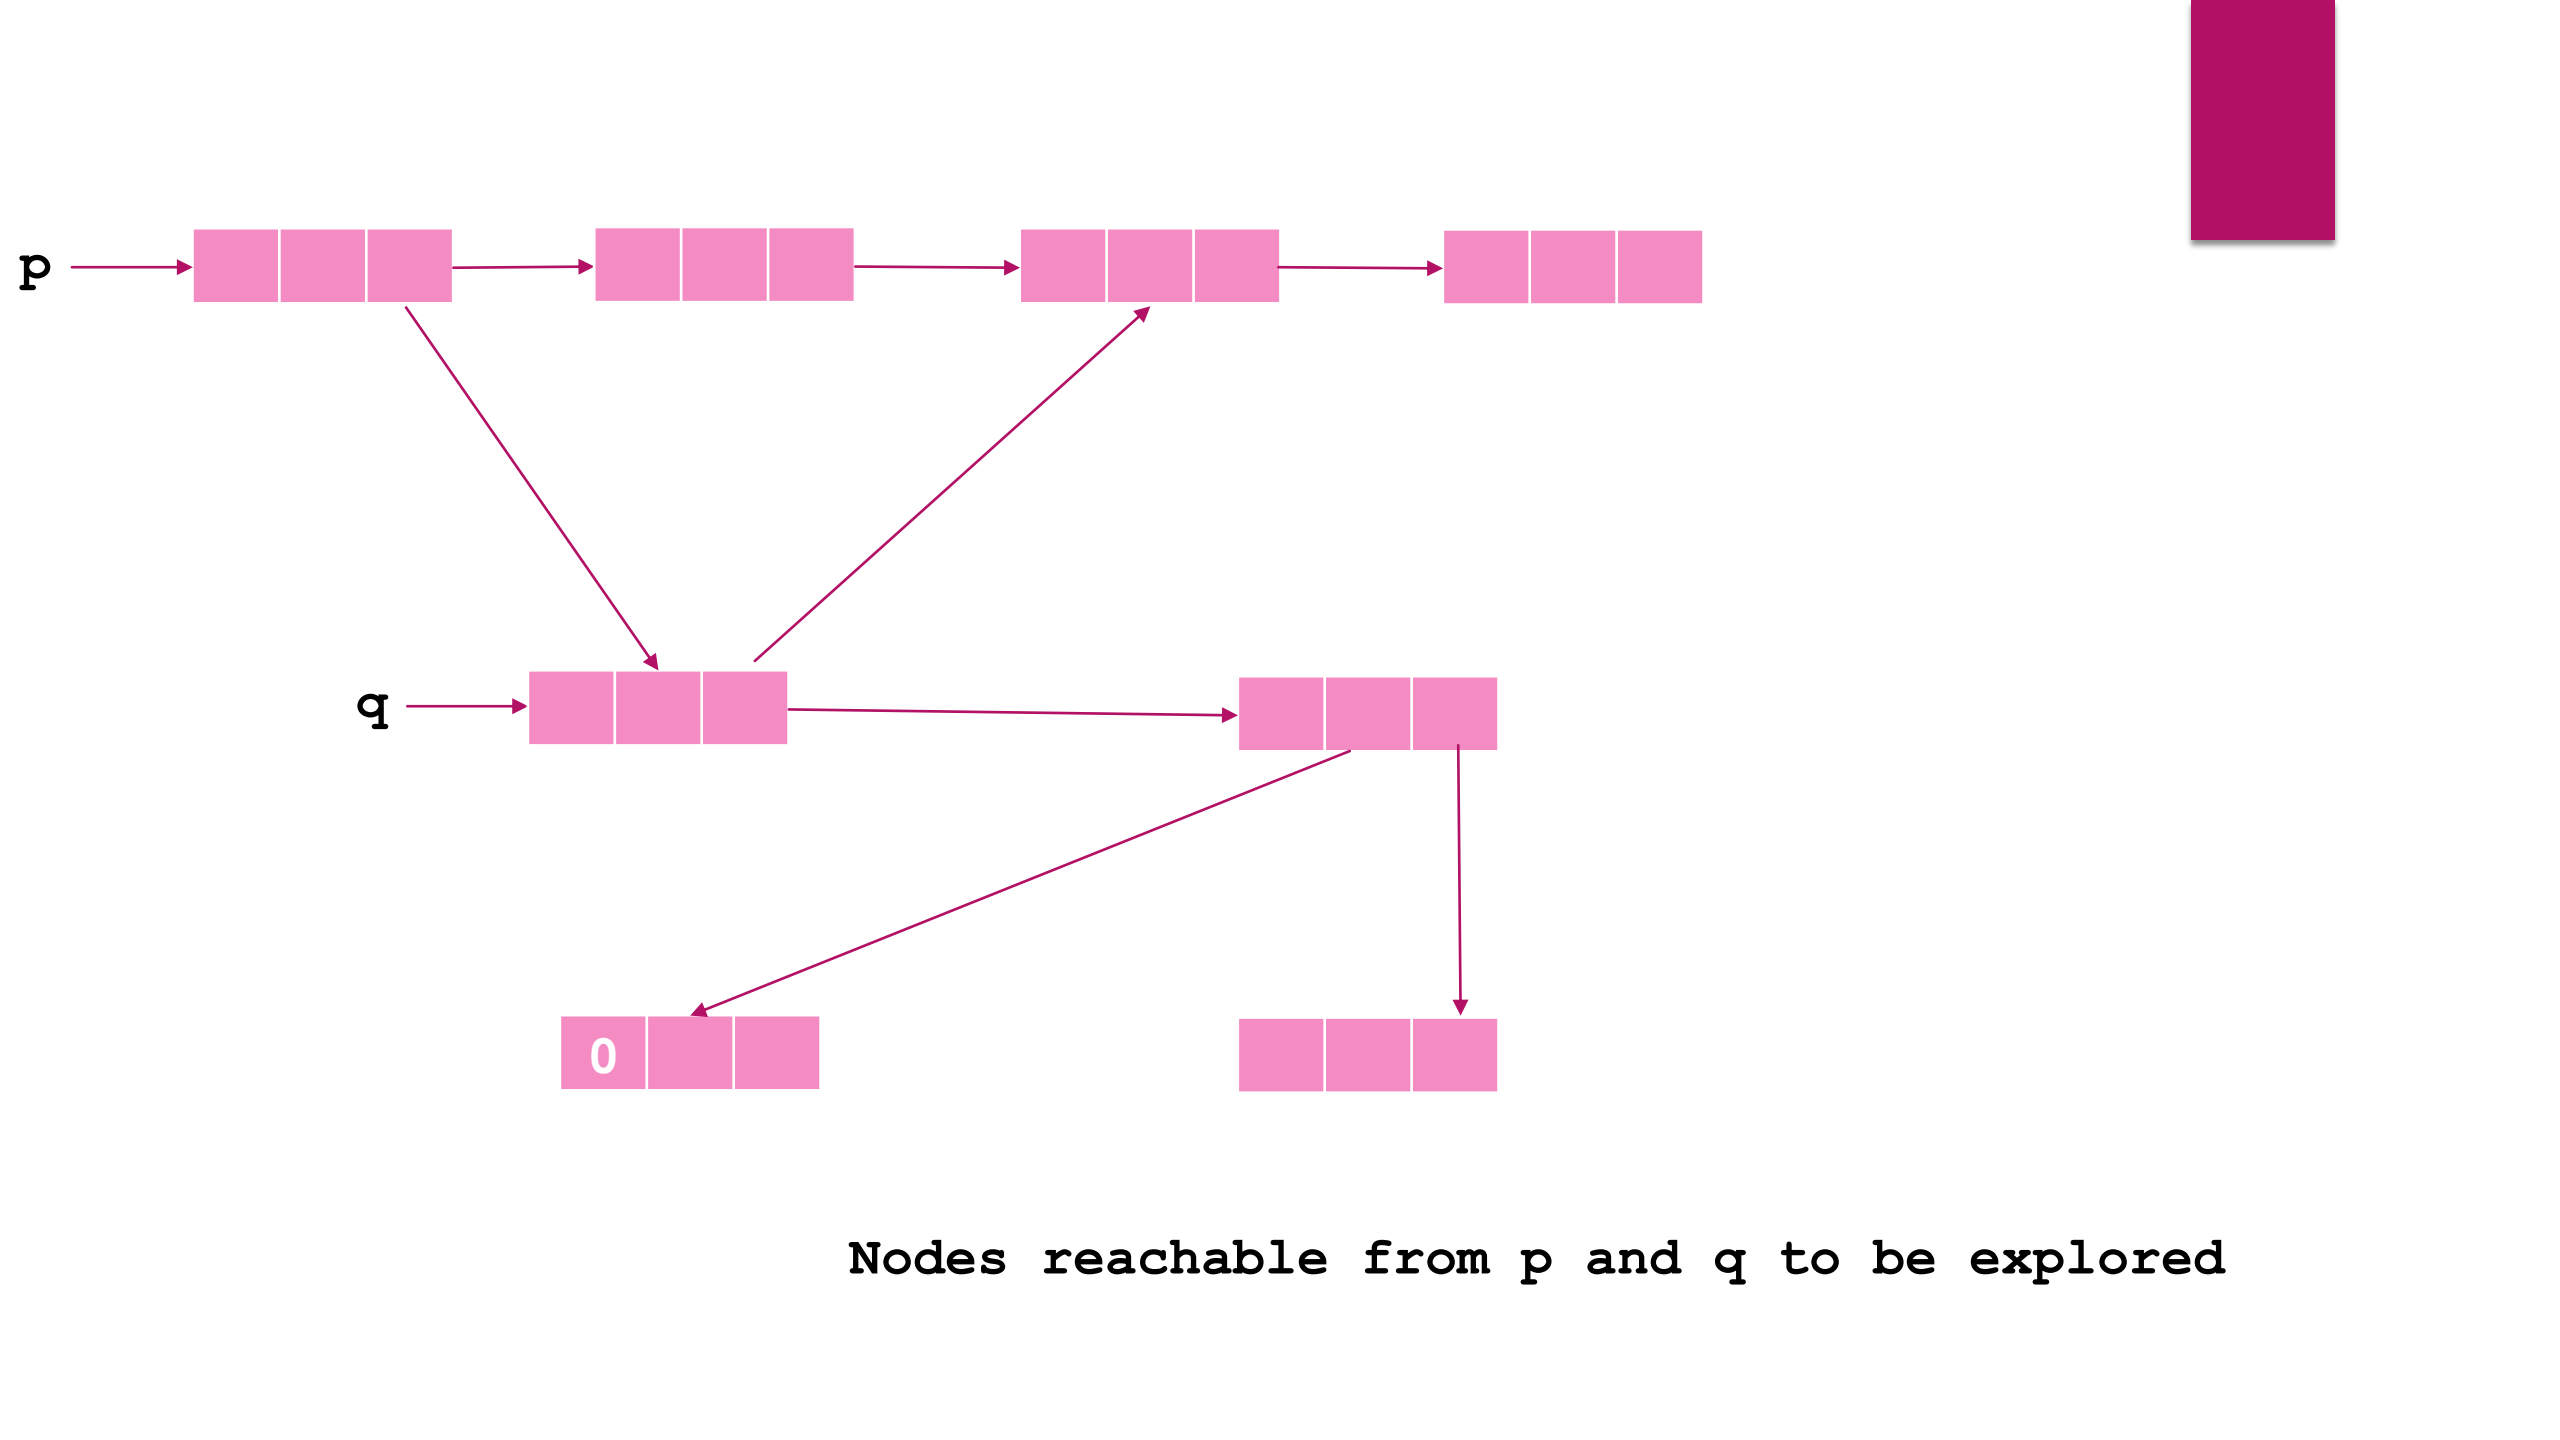 p
q
0
Nodes reachable from p and q to be explored